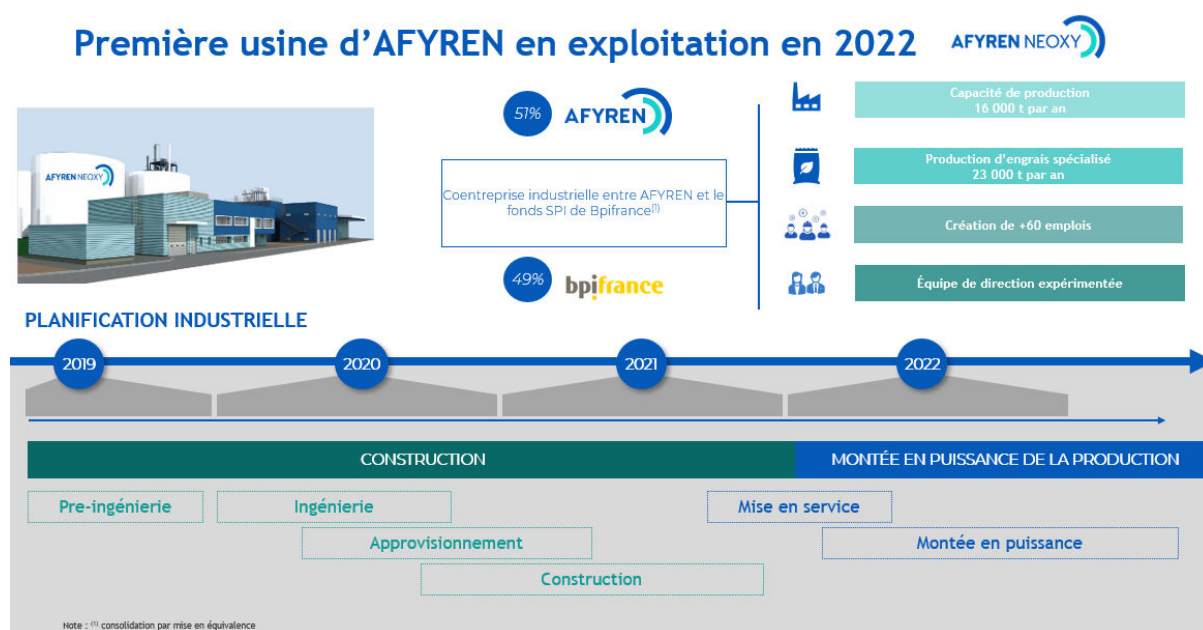 Première usine d'AFYREN en exploitation en 2022
AFYREN NEOXY
AFYREN NEOXY
51%
AFYREN
Coentreprise industrielle entre AFYREN et le
fonds SPI de Bpifrance(1)
49%
bpifrance
Capacité de production
16 000 t par an
Production d'engrais spécialisé
23 000 t par an
Création de +60 emplois
Équipe de direction expérimentée
PLANIFICATION INDUSTRIELLE
2019
2020
2021
2022
CONSTRUCTION
MONTÉE EN PUISSANCE DE LA PRODUCTION
Pre-ingénierie
Ingénierie
Mise en service
Approvisionnement
Montée en puissance
Construction
Note : (1) consolidation par mise en équivalence